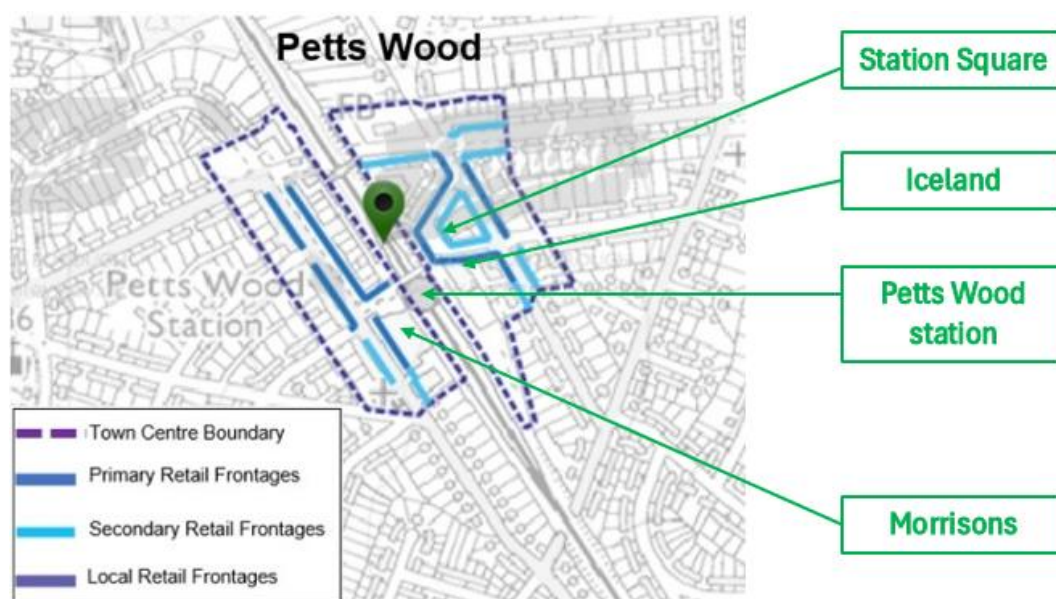 Petts Wood
Station Square
Iceland
Petts Wood
station
Morrisons
FB
Petts Wood
Station
Town Centre Boundary
Primary Retail Frontages
Secondary Retail Frontages
Local Retail Frontages